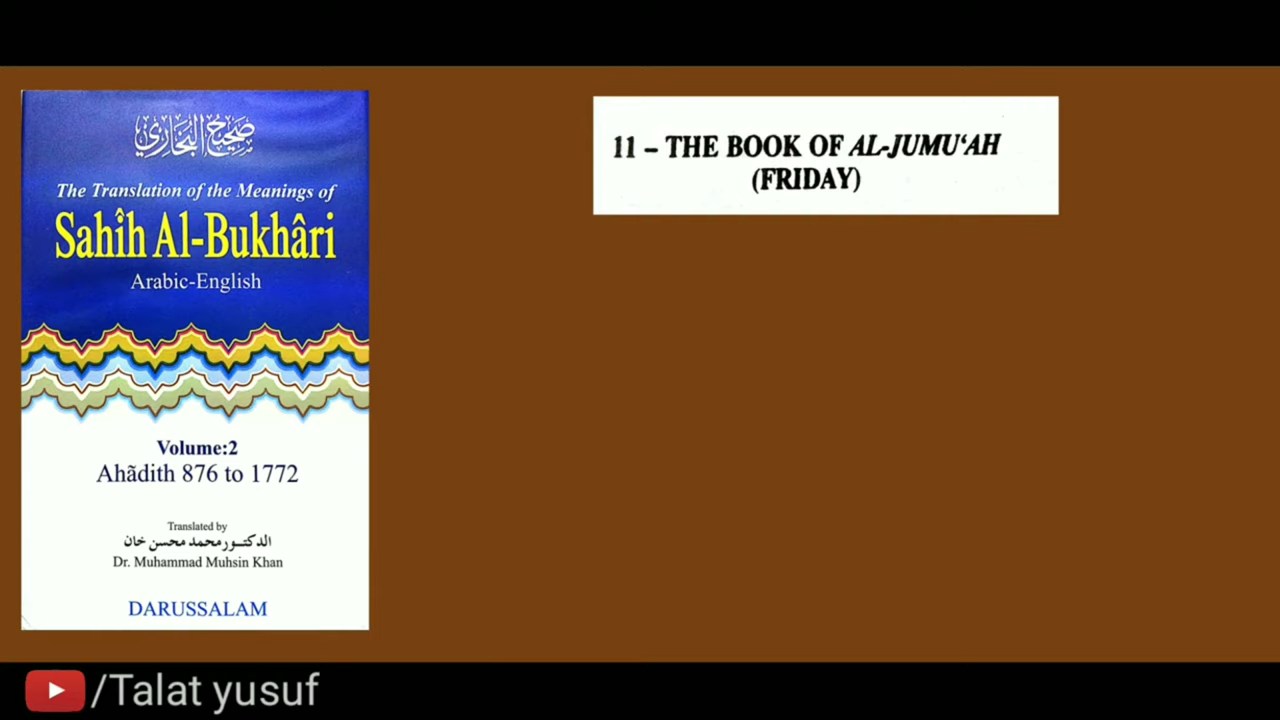 صحيح البخاري
The Translation of the Meanings of
Sahîh Al-Bukhâri
Arabic-English
Volume:2
Ahãdith 876 to 1772
Translated by
الدكتور محمد محسن خان
Dr. Muhammad Muhsin Khan
DARUSSALAM
11 – THE BOOK OF AL-JUMU‘AH
(FRIDAY)
/Talat yusuf